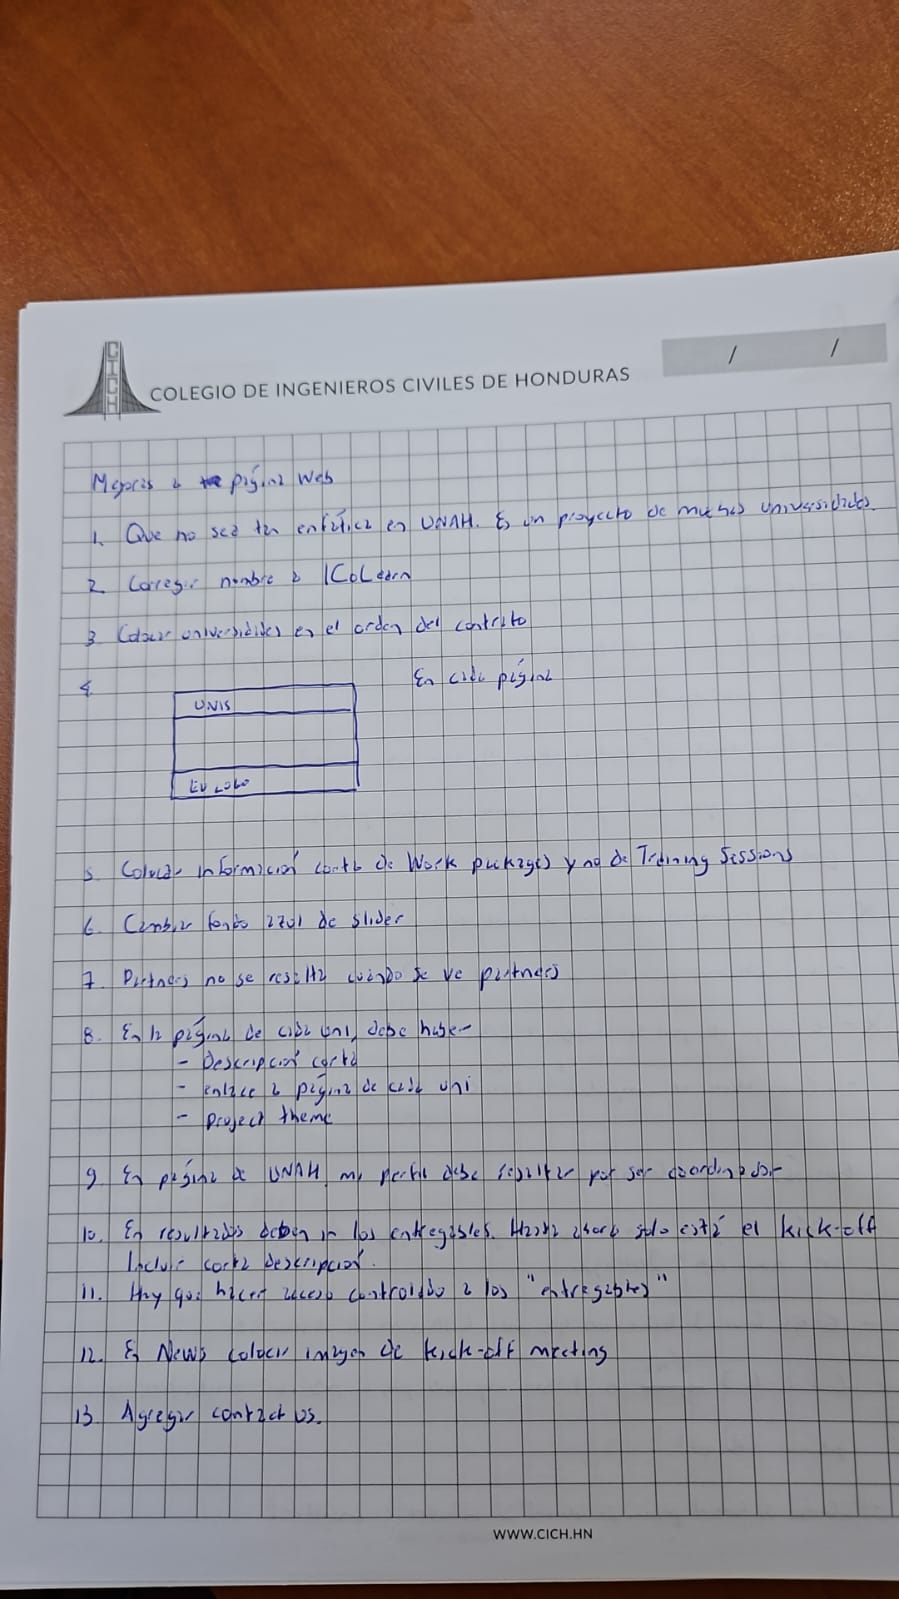 CICH
COLEGIO DE INGENIEROS CIVILES DE HONDURAS
/ /
Mejoras a página Web
1. Que no sea tan enfática en UNAH. Es un proyecto de muchas universidades.
2. Corregir nombre a ICoLearn
3. Colocar universidades en el orden del contrato
4. En cada página
UNIS
EU LOGO
5. Colocar información corta de Work packages y no de Training Sessions
6. Cambiar fondo azul de slider
7. Partners no se resalta cuando se ve partners
8. En la página de cada uni, debe haber
- Descripción corta
- enlace a página de cada uni
- project theme
9. En página de UNAH, mi perfil debe resaltar por ser coordinador
10. En resultados deben ir los entregables. Hasta ahora solo está el kick-off
Incluir corta descripción.
11. Hay que hacer acceso controlado a los "entregables"
12. En News colocar imagen de kick-off meeting
13. Agregar contact us.
WWW.CICH.HN